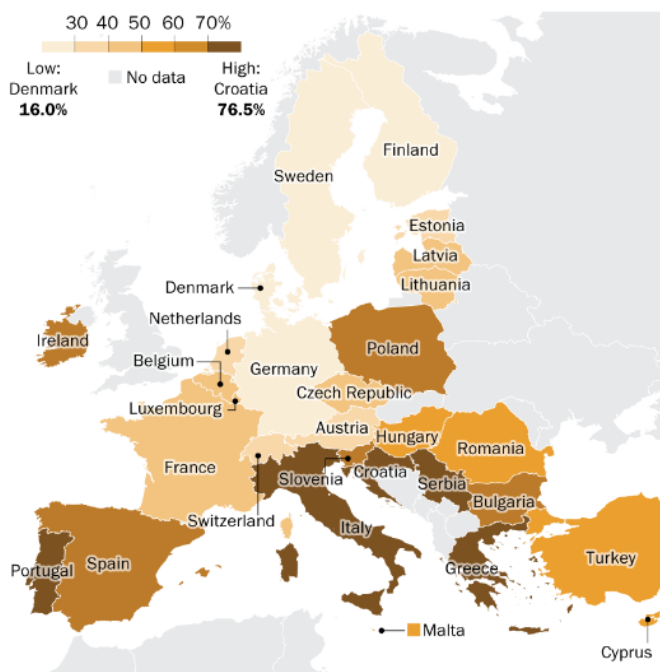 30 40 50 60 70%
Low:
Denmark
16.0%
No data
High:
Croatia
76.5%
Finland
Sweden
Estonia
Latvia
Lithuania
Denmark
Netherlands
Ireland
Poland
Belgium
Germany
Czech Republic
Luxembourg
Austria
Hungary
Romania
France
Slovenia
Croatia
Serbia
Bulgaria
Switzerland
Italy
Spain
Portugal
Greece
Turkey
Malta
Cyprus